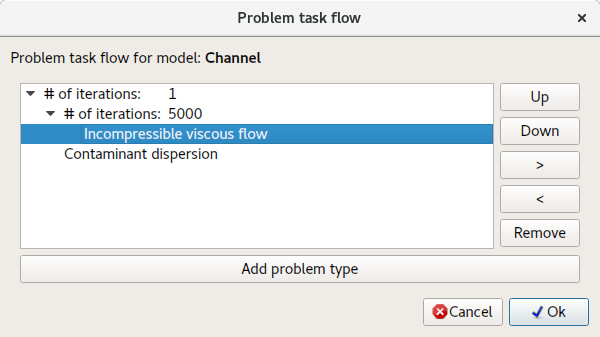 Problem task flow
Problem task flow for model: Channel
# of iterations: 1
# of iterations: 5000
Incompressible viscous flow
Contaminant dispersion
Up
Down
>
<
Remove
Add problem type
Cancel
Ok